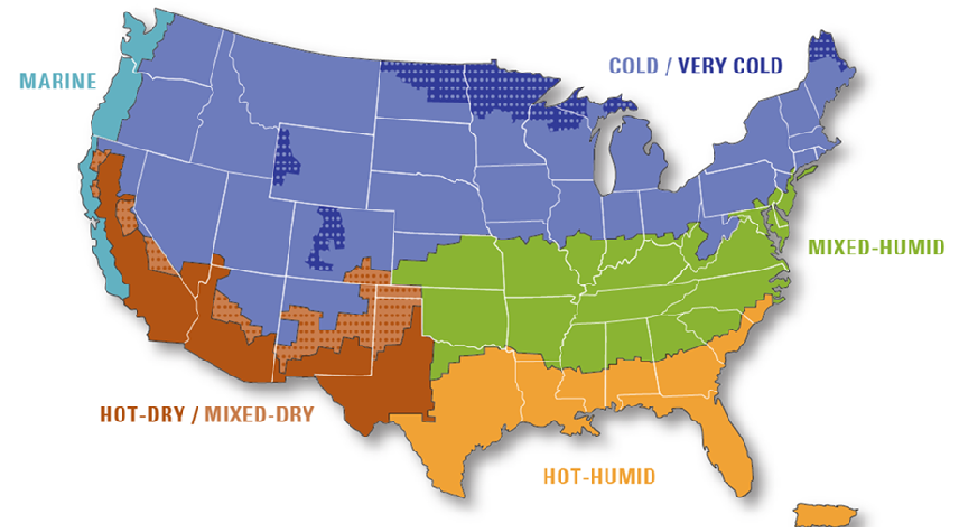 COLD / VERY COLD
MARINE
MIXED-HUMID
HOT-DRY / MIXED-DRY
HOT-HUMID